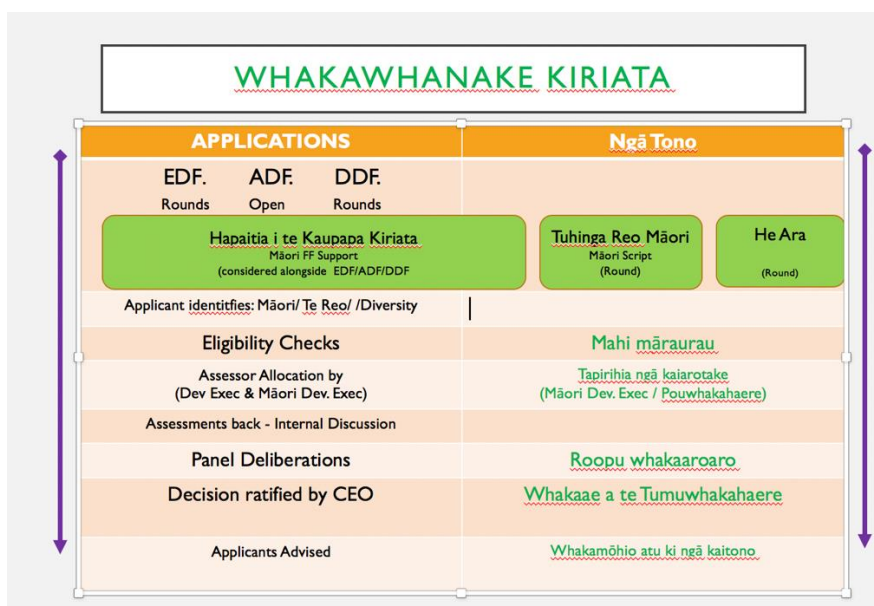 WHAKAWHANAKE KIRIATA
APPLICATIONS
Ngā Tono
EDF. ADF. DDF.
Rounds Open Rounds
Hapaitia i te Kaupapa Kiriata
Māori FF Support
(considered alongside EDF/ADF/DDF
Tuhinga Reo Māori
Māori Script
(Round)
He Ara
(Round)
Applicant identitfies: Māori/ Te Reo/ /Diversity
Eligibility Checks
Mahi māraurau
Assessor Allocation by
(Dev Exec & Māori Dev. Exec)
Tapirihia ngā kaiarotake
(Māori Dev. Exec / Pouwhakahaere)
Assessments back - Internal Discussion
Panel Deliberations
Roopu whakaaroaro
Decision ratified by CEO
Whakaae a te Tumuwhakahaere
Applicants Advised
Whakamōhio atu ki ngā kaitono